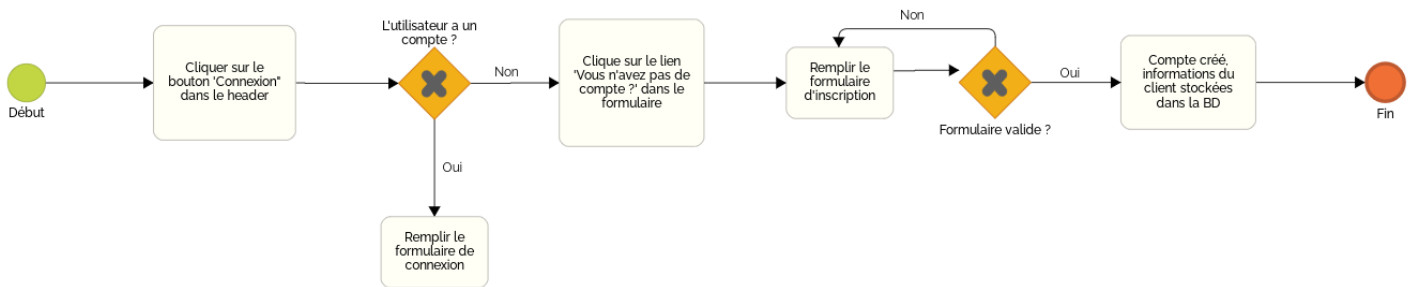 Début
Cliquer sur le
bouton 'Connexion"
dans le header
L'utilisateur a un
compte ?
Non
Oui
Remplir le
formulaire de
connexion
Clique sur le lien
'Vous n'avez pas de
compte ?' dans le
formulaire
Remplir le
formulaire
d'inscription
Non
Formulaire valide ?
Oui
Compte créé,
informations du
client stockées
dans la BD
Fin